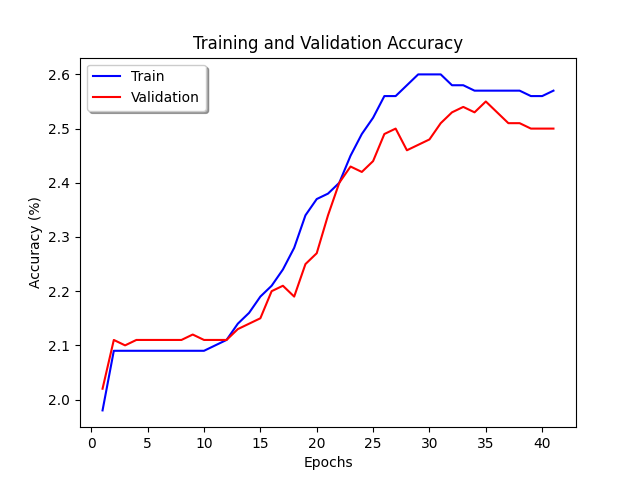 Training and Validation Accuracy
Train
Validation
2.6
2.5
2.4
2.3
2.2
2.1
2.0
Accuracy (%)
0 5 10 15 20 25 30 35 40
Epochs